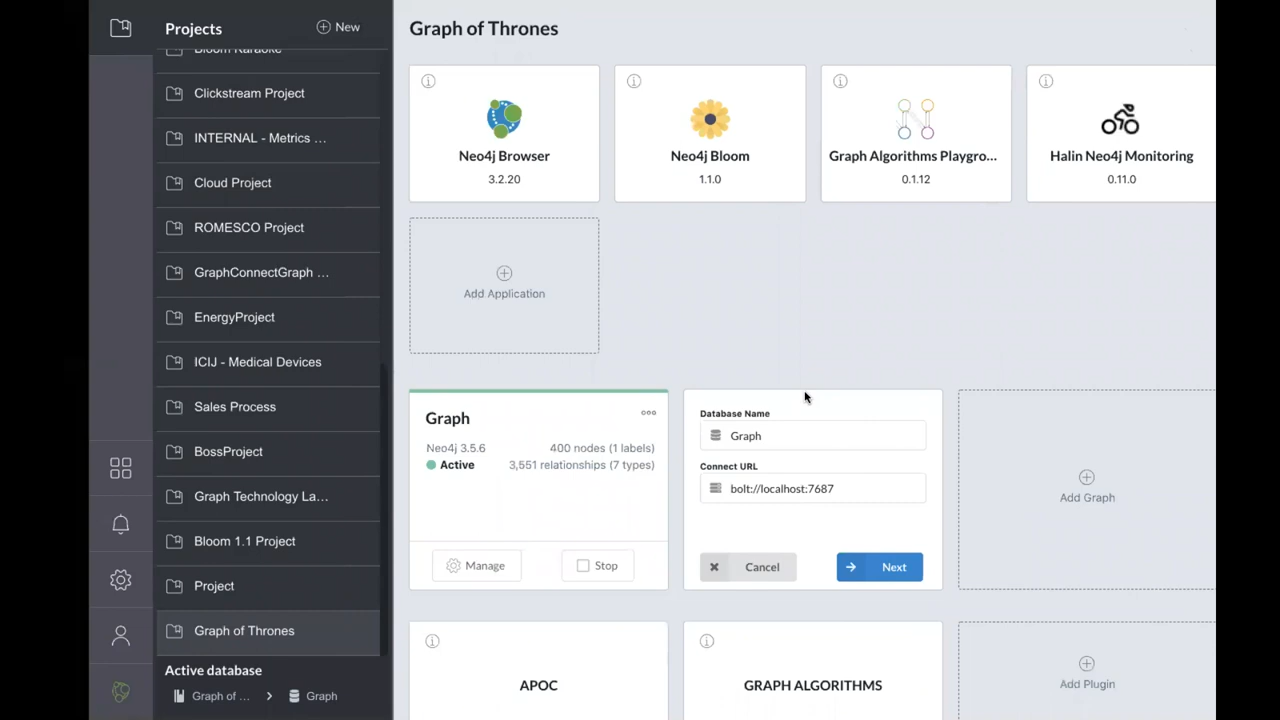 Projects
New
Bloom Karaoke
Clickstream Project
INTERNAL - Metrics ...
Cloud Project
ROMESCO Project
GraphConnectGraph ...
EnergyProject
ICIJ - Medical Devices
Sales Process
BossProject
Graph Technology La...
Bloom 1.1 Project
Project
Graph of Thrones
Active database
Graph of ... > Graph
Graph of Thrones
Neo4j Browser
3.2.20
Neo4j Bloom
1.1.0
Graph Algorithms Playgro...
0.1.12
Halin Neo4j Monitoring
0.11.0
Add Application
Graph
Neo4j 3.5.6
400 nodes (1 labels)
Active
3,551 relationships (7 types)
Manage
Stop
Database Name
Graph
Connect URL
bolt://localhost:7687
Cancel
Next
Add Graph
APOC
GRAPH ALGORITHMS
Add Plugin